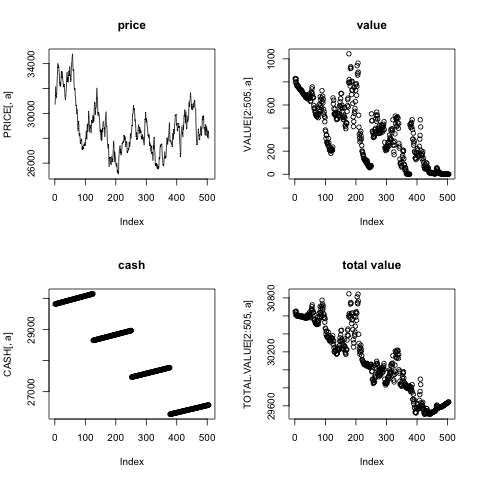 price
PRICE[, a]
26000 30000 34000
0 100 200 300 400 500
Index
value
VALUE[2:505, a]
0 200 600 1000
0 100 200 300 400 500
Index
cash
CASH[, a]
27000 29000
0 100 200 300 400 500
Index
total value
TOTAL.VALUE[2:505, a]
29600 30200 30800
0 100 200 300 400 500
Index